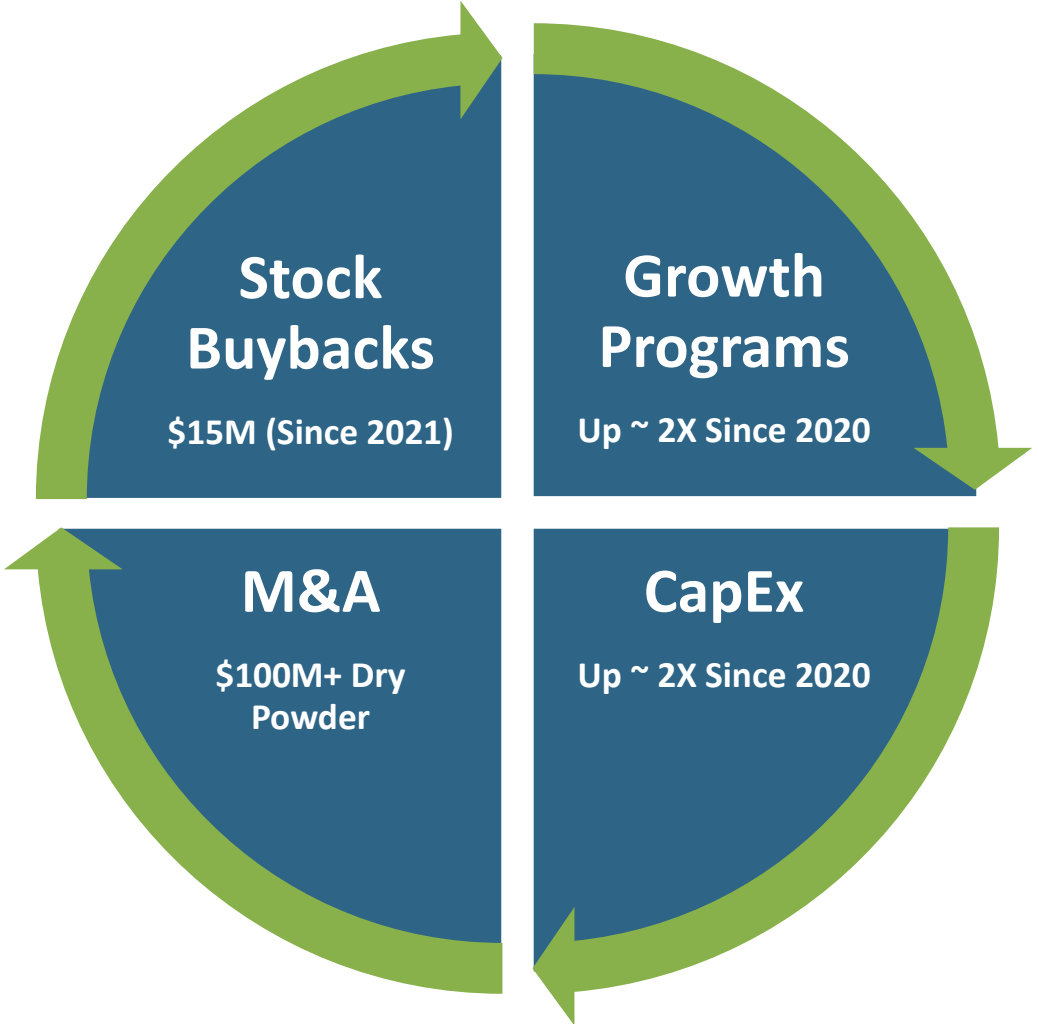 Stock
Buybacks
$15M (Since 2021)
Growth
Programs
Up ~ 2X Since 2020
M&A
$100M+ Dry
Powder
CapEx
Up ~ 2X Since 2020